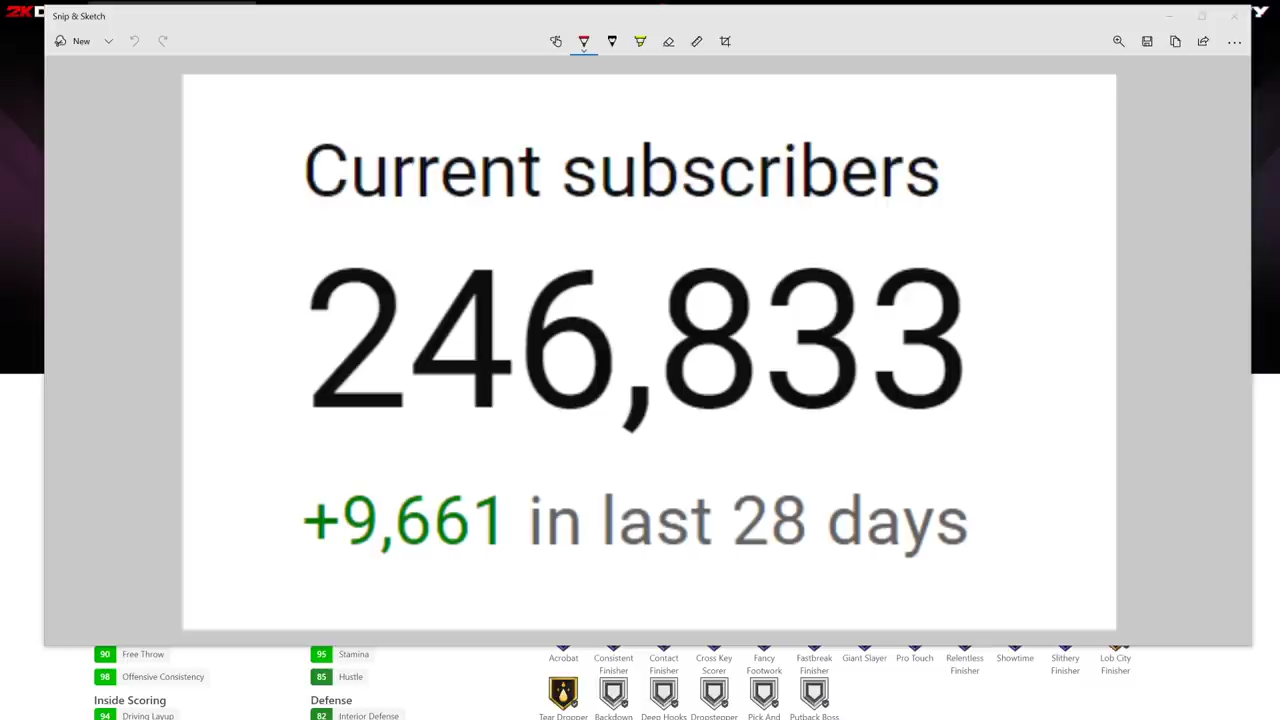 2K
Snip & Sketch
New
Current subscribers
246,833
+9,661 in last 28 days
90 Free Throw
98 Offensive Consistency
Inside Scoring
94 Driving Layup
95 Stamina
85 Hustle
Defense
82 Interior Defense
Acrobat
Consistent Finisher
Contact Finisher
Cross Key Scorer
Fancy Footwork
Fastbreak Finisher
Giant Slayer
Pro Touch
Relentless Finisher
Showtime
Slithery Finisher
Lob City Finisher
Tear Dropper
Backdown
Deep Hooks
Dropstepper
Pick And
Putback Boss